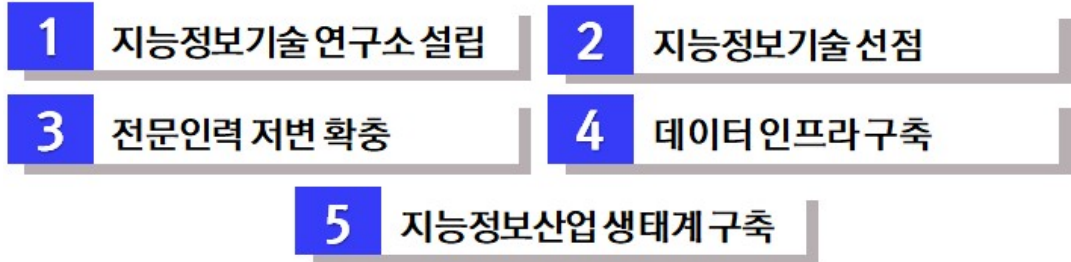 1 지능정보기술 연구소 설립
2 지능정보기술 선점
3 전문인력 저변 확충
4 데이터 인프라 구축
5 지능정보산업 생태계 구축